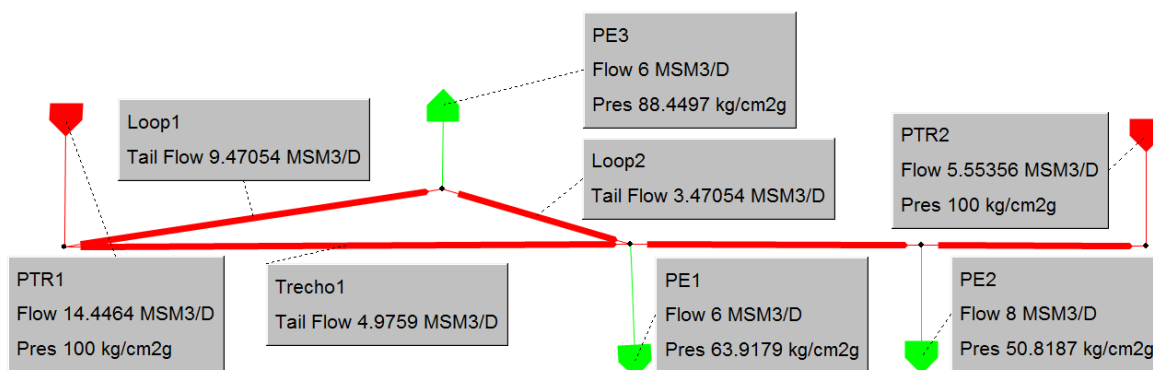 PE3
Flow 6 MSM3/D
Pres 88.4497 kg/cm2g
Loop1
Tail Flow 9.47054 MSM3/D
Loop2
Tail Flow 3.47054 MSM3/D
PTR2
Flow 5.55356 MSM3/D
Pres 100 kg/cm2g
PTR1
Flow 14.4464 MSM3/D
Pres 100 kg/cm2g
Trecho1
Tail Flow 4.9759 MSM3/D
PE1
Flow 6 MSM3/D
Pres 63.9179 kg/cm2g
PE2
Flow 8 MSM3/D
Pres 50.8187 kg/cm2g